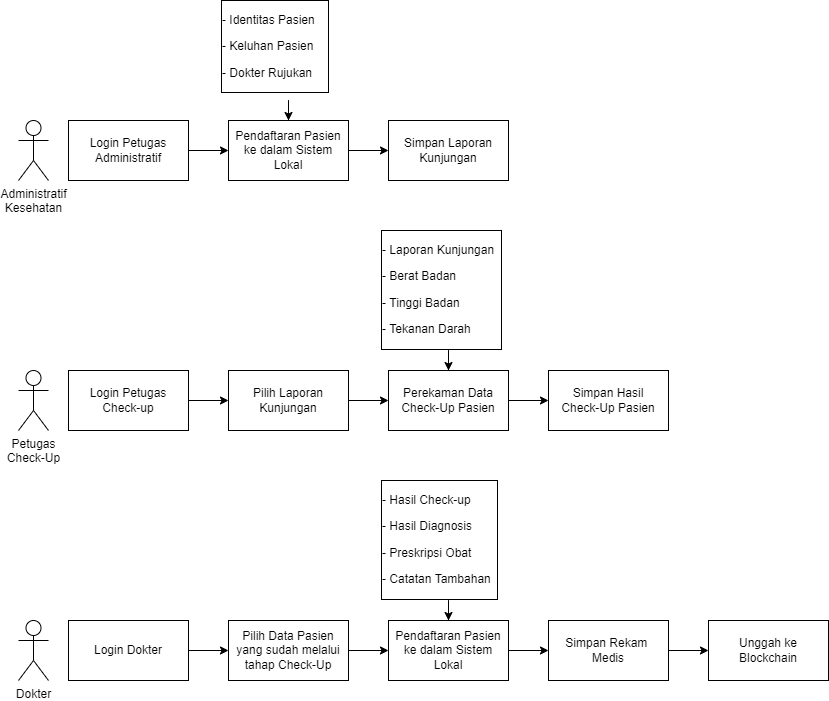 - Identitas Pasien
- Keluhan Pasien
- Dokter Rujukan
Administratif
Kesehatan
Login Petugas
Administratif
Pendaftaran Pasien
ke dalam Sistem
Lokal
Simpan Laporan
Kunjungan
- Laporan Kunjungan
- Berat Badan
- Tinggi Badan
- Tekanan Darah
Petugas
Check-Up
Login Petugas
Check-up
Pilih Laporan
Kunjungan
Perekaman Data
Check-Up Pasien
Simpan Hasil
Check-Up Pasien
- Hasil Check-up
- Hasil Diagnosis
- Preskripsi Obat
- Catatan Tambahan
Dokter
Login Dokter
Pilih Data Pasien
yang sudah melalui
tahap Check-Up
Pendaftaran Pasien
ke dalam Sistem
Lokal
Simpan Rekam
Medis
Unggah ke
Blockchain